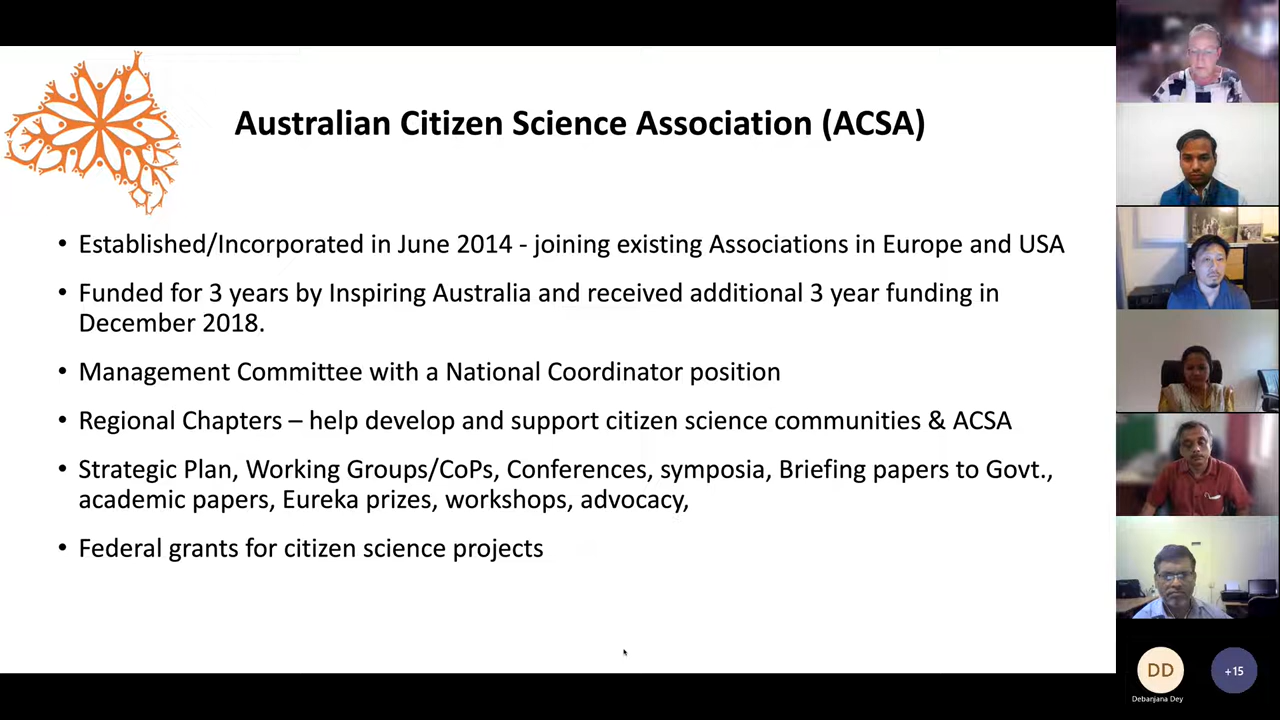 Australian Citizen Science Association (ACSA)
• Established/Incorporated in June 2014 - joining existing Associations in Europe and USA
• Funded for 3 years by Inspiring Australia and received additional 3 year funding in
December 2018.
• Management Committee with a National Coordinator position
• Regional Chapters – help develop and support citizen science communities & ACSA
• Strategic Plan, Working Groups/CoPs, Conferences, symposia, Briefing papers to Govt.,
academic papers, Eureka prizes, workshops, advocacy,
• Federal grants for citizen science projects
DD
+15
Debanjana Dey